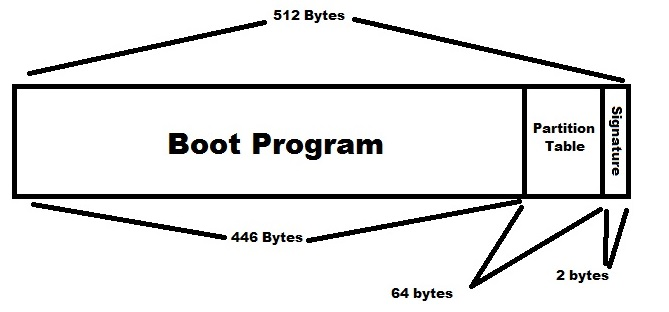 512 Bytes
Boot Program
Partition
Table
Signature
446 Bytes
64 bytes
2 bytes